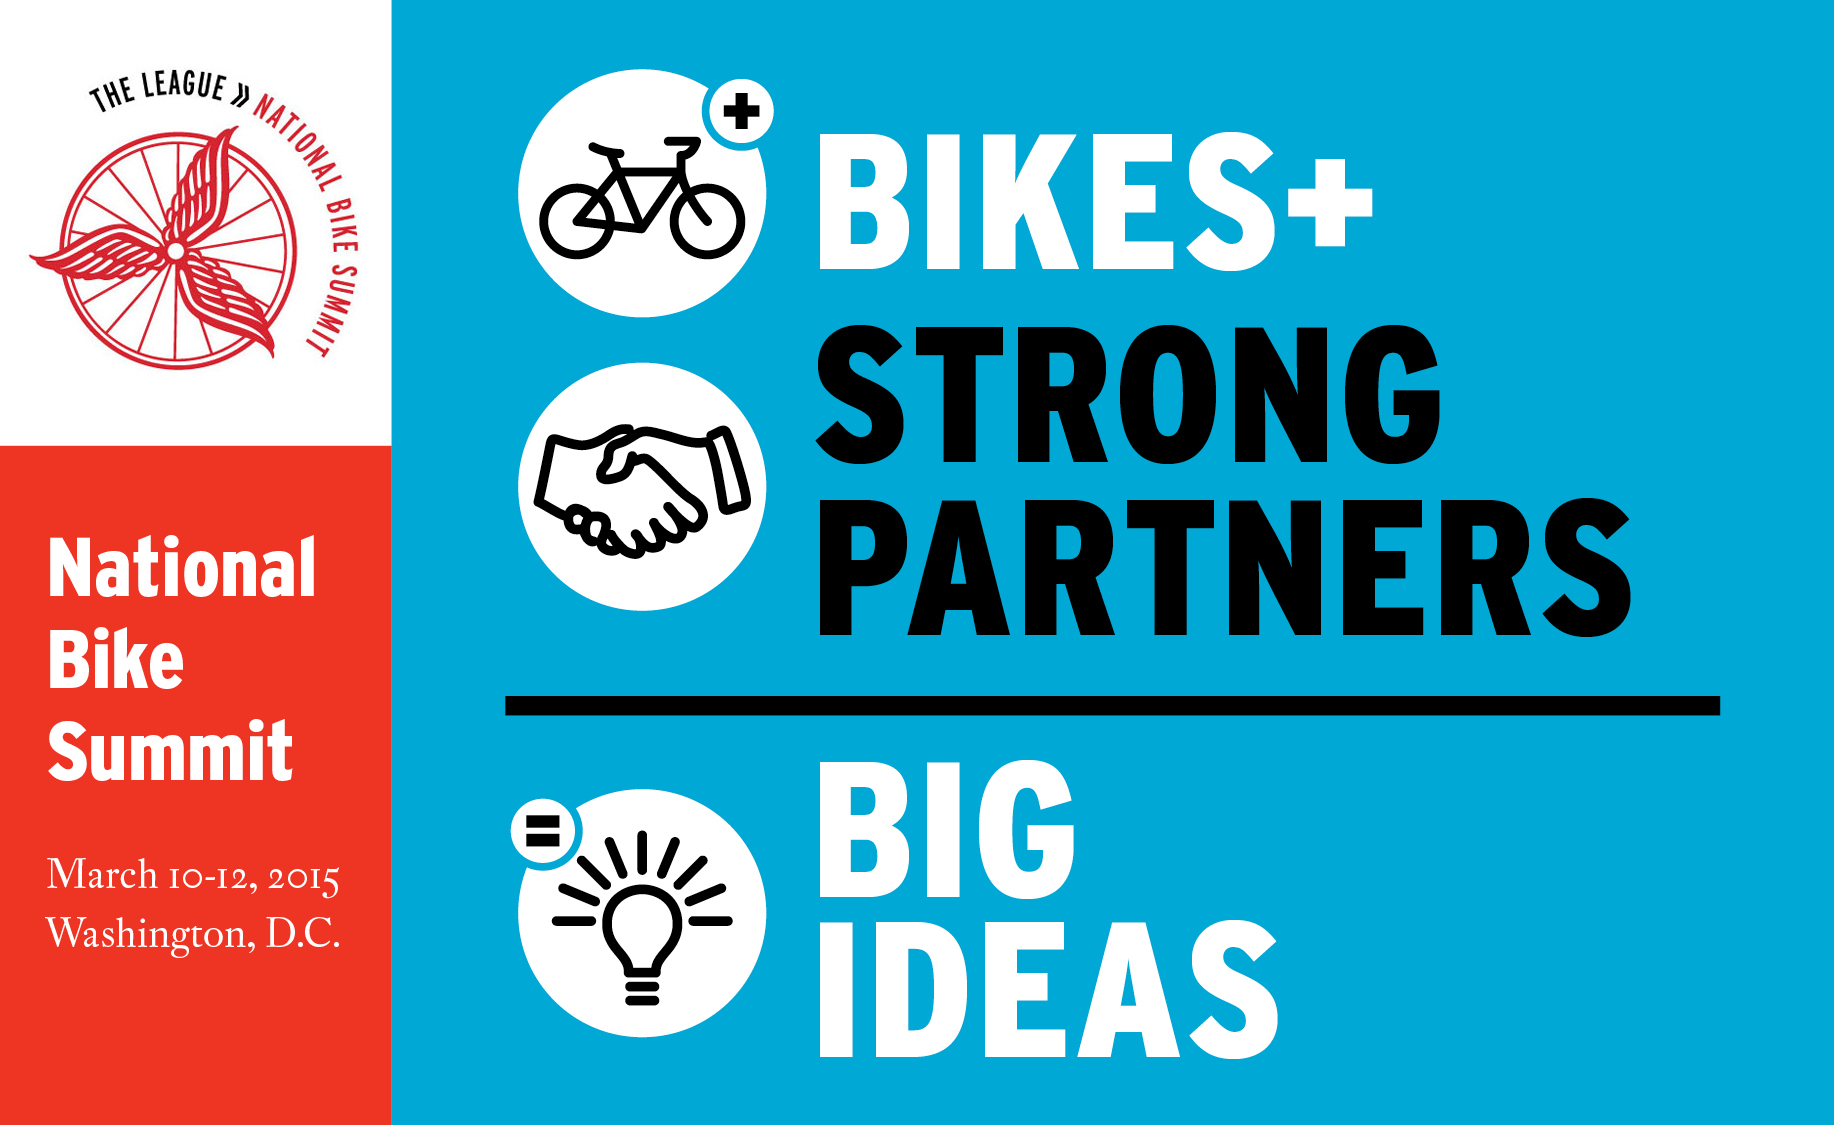 THE LEAGUE » NATIONAL BIKE SUMMIT
National
Bike
Summit
March 10-12, 2015
Washington, D.C.
+
BIKES+
STRONG
PARTNERS
=
BIG
IDEAS